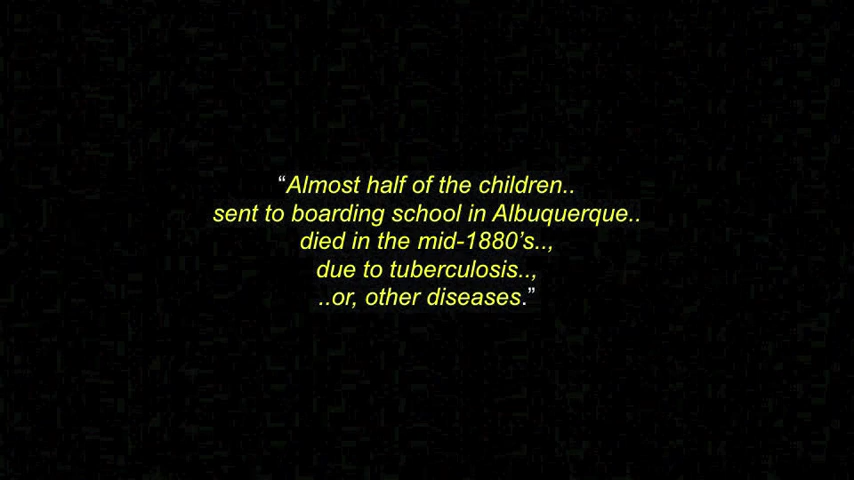 “Almost half of the children..
sent to boarding school in Albuquerque..
died in the mid-1880’s..,
due to tuberculosis..,
..or, other diseases.”